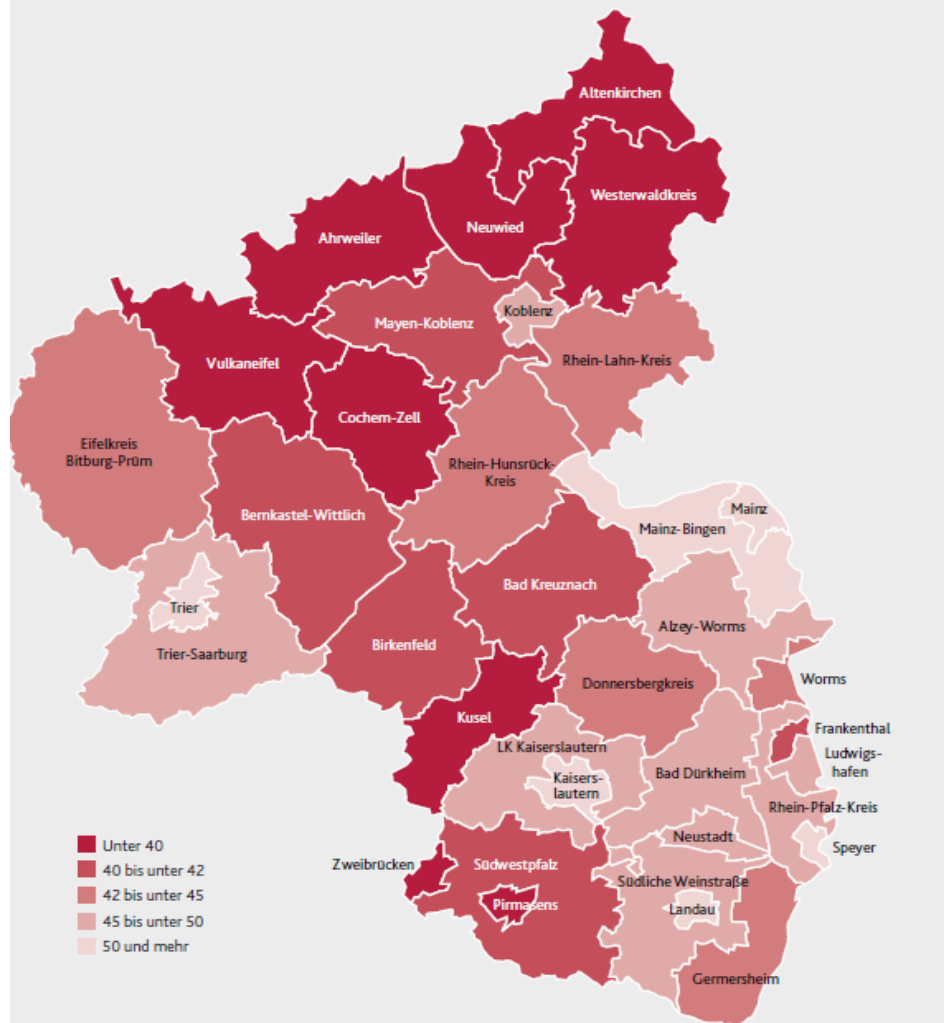 Altenkirchen
Westerwaldkreis
Neuwied
Ahrweiler
Koblenz
Mayen-Koblenz
Rhein-Lahn-Kreis
Vulkaneifel
Cochem-Zell
Eifelkreis
Bitburg-Prüm
Rhein-Hunsrück-
Kreis
Bernkastel-Wittlich
Mainz
Mainz-Bingen
Bad Kreuznach
Trier
Alzey-Worms
Birkenfeld
Trier-Saarburg
Worms
Donnersbergkreis
Kusel
Frankenthal
LK Kaiserslautern
Ludwigs-
hafen
Bad Dürkheim
Kaisers-
lautern
Rhein-Pfalz-Kreis
Neustadt
Speyer
Zweibrücken
Südwestpfalz
Südliche Weinstraße
Pirmasens
Landau
Germersheim
Unter 40
40 bis unter 42
42 bis unter 45
45 bis unter 50
50 und mehr